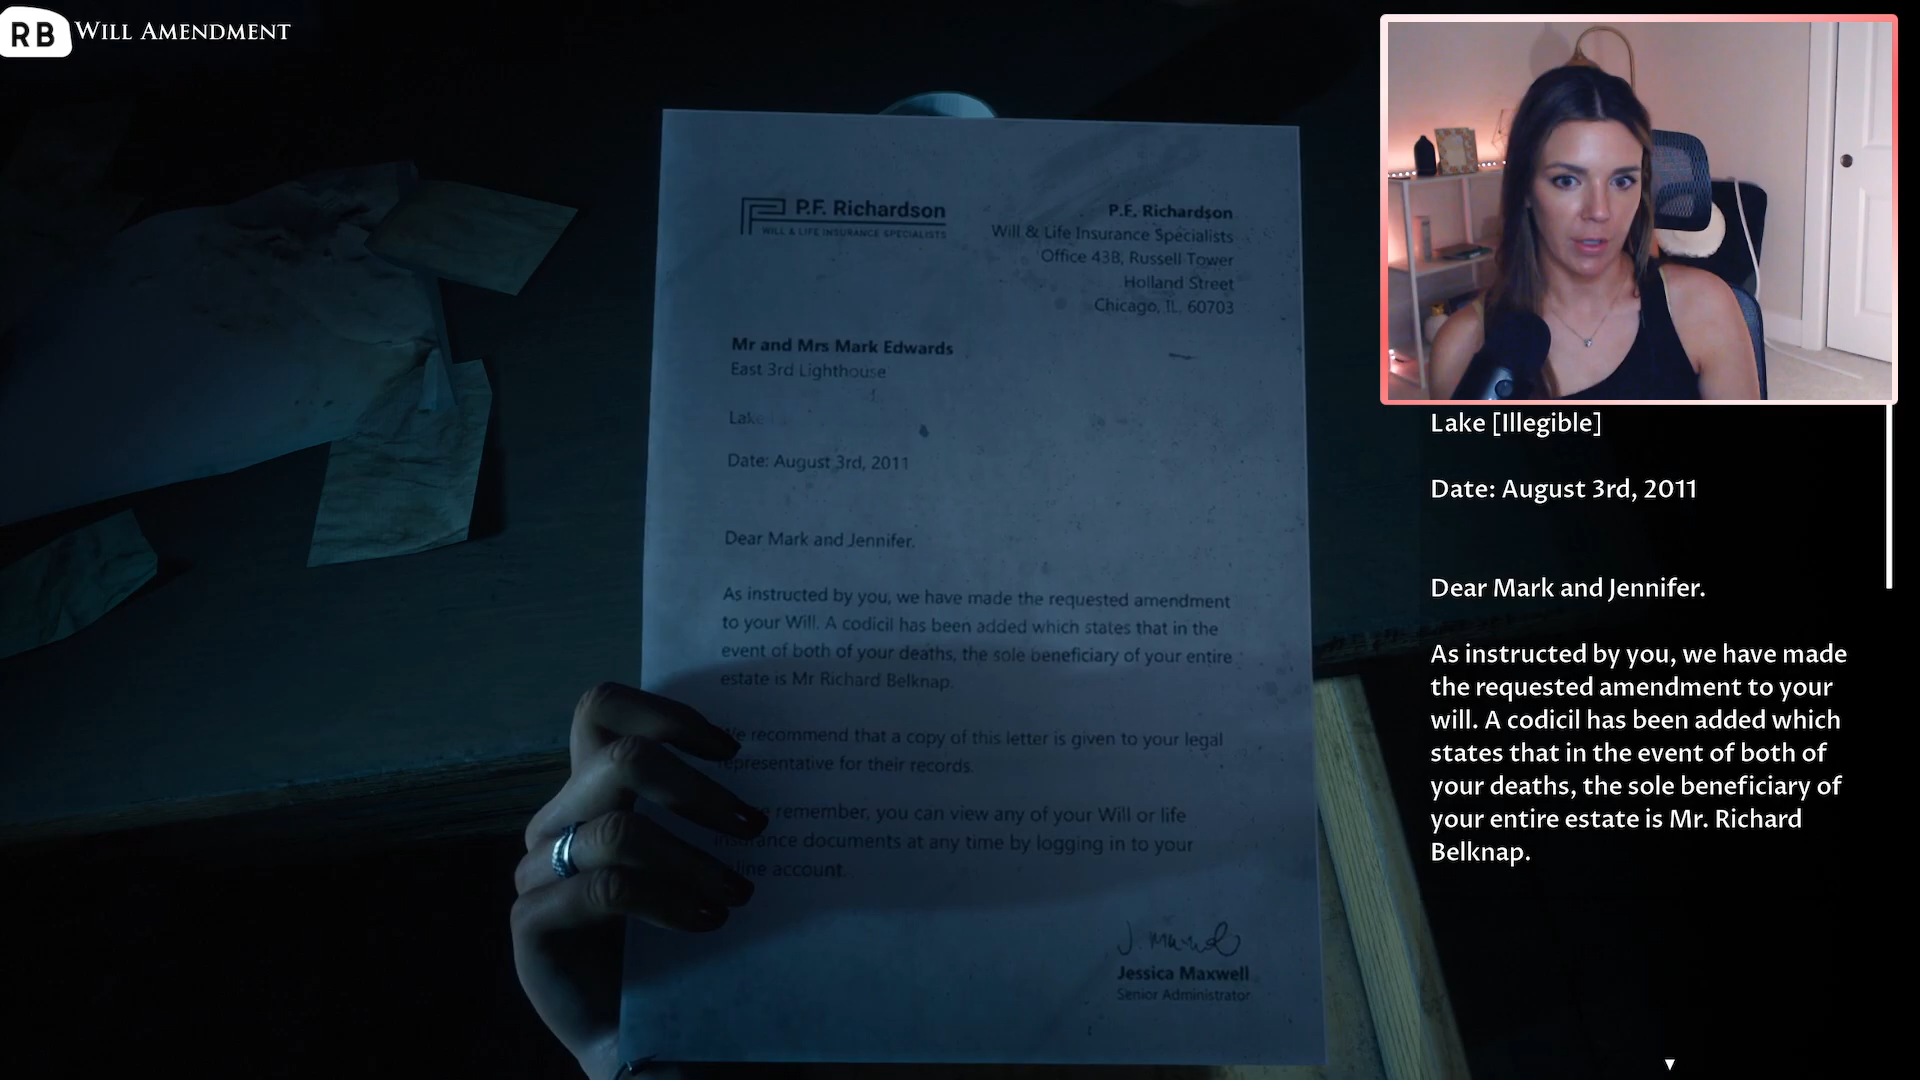 RB Will Amendment
P.F. Richardson
WILL & LIFE INSURANCE SPECIALISTS
P.F. Richardson
Will & Life Insurance Specialists
Office 43B, Russell Tower
Holland Street
Chicago, IL. 60703
Mr and Mrs Mark Edwards
East 3rd Lighthouse
Lake
Date: August 3rd, 2011
Dear Mark and Jennifer.
As instructed by you, we have made the requested amendment
to your Will. A codicil has been added which states that in the
event of both of your deaths, the sole beneficiary of your entire
estate is Mr Richard Belknap.
We recommend that a copy of this letter is given to your legal
representative for their records.
remember, you can view any of your Will or life
insurance documents at any time by logging in to your
line account.
J. Maxwell
Jessica Maxwell
Senior Administrator
Lake [Illegible]
Date: August 3rd, 2011
Dear Mark and Jennifer.
As instructed by you, we have made
the requested amendment to your
will. A codicil has been added which
states that in the event of both of
your deaths, the sole beneficiary of
your entire estate is Mr. Richard
Belknap.